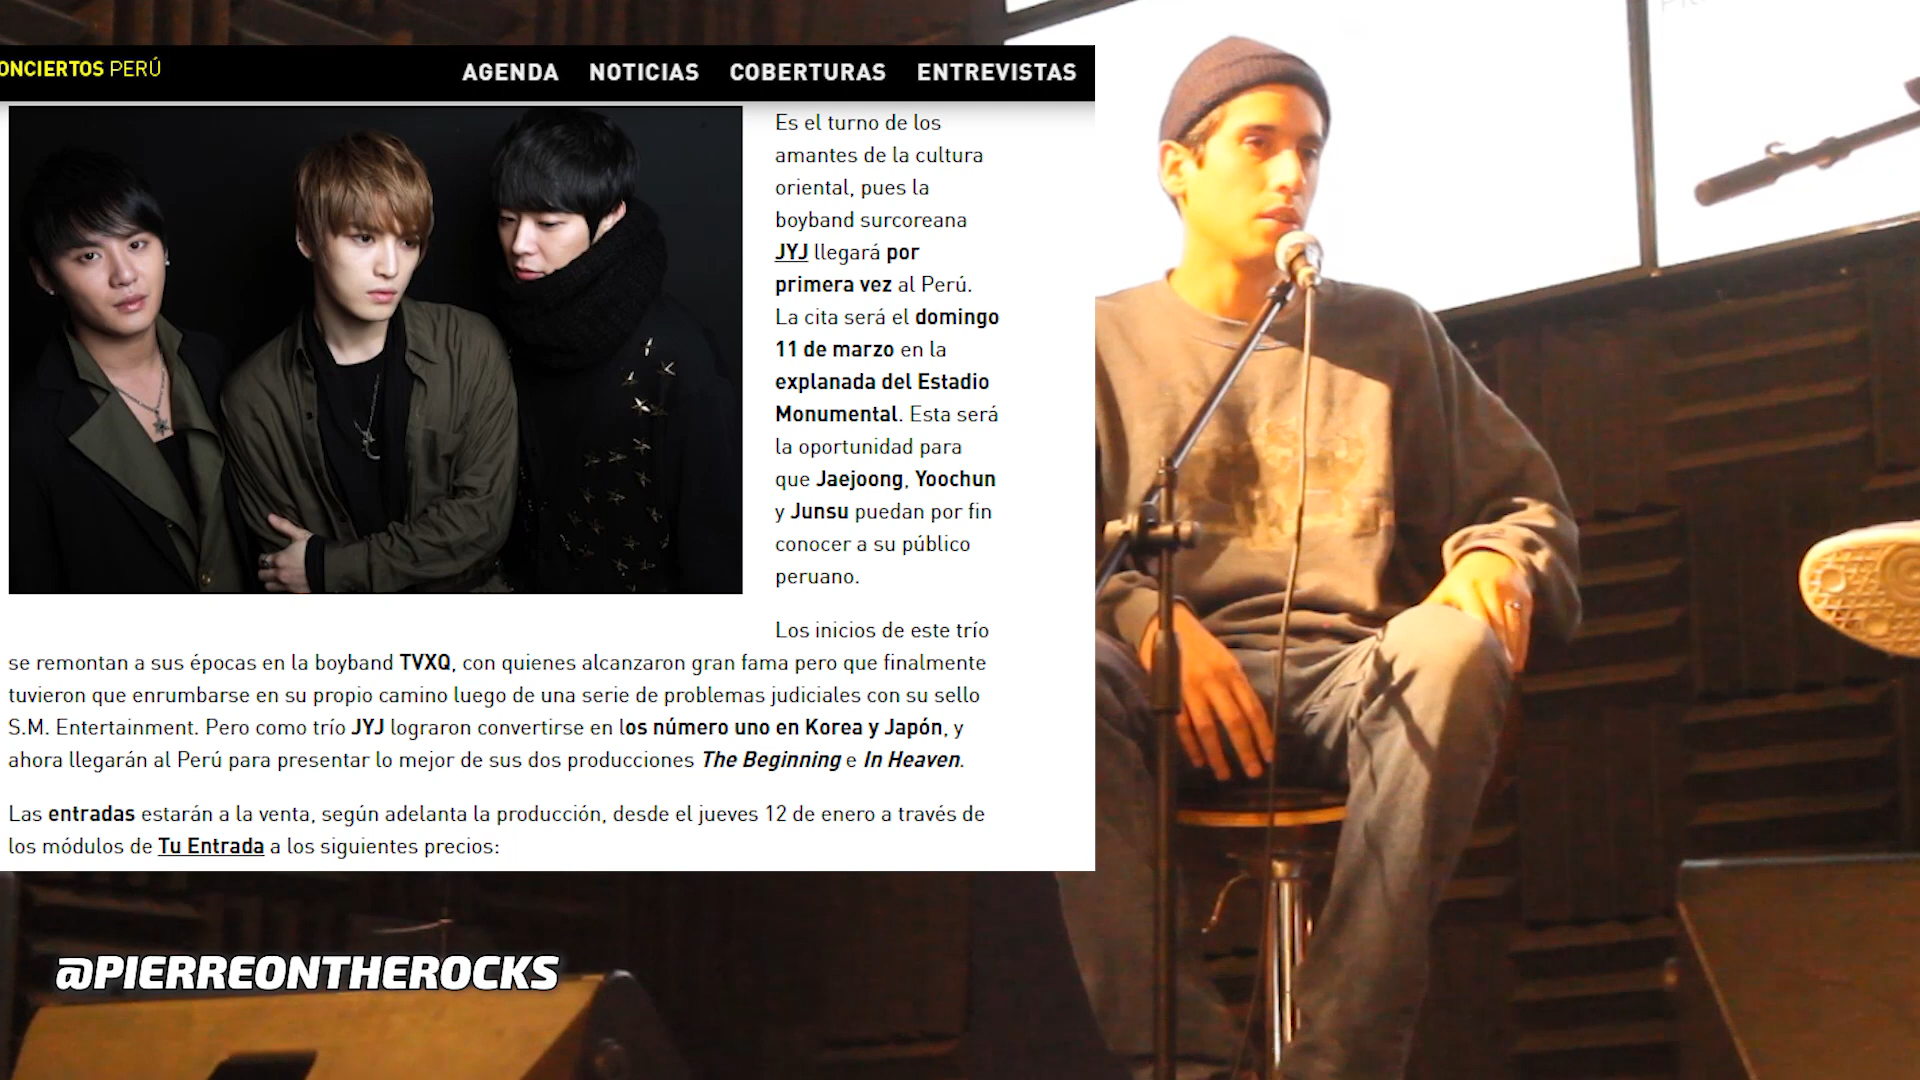 ONCIERTOS PERÚ
AGENDA NOTICIAS COBERTURAS ENTREVISTAS
Es el turno de los
amantes de la cultura
oriental, pues la
boyband surcoreana
JYJ llegará por
primera vez al Perú.
La cita será el domingo
11 de marzo en la
explanada del Estadio
Monumental. Esta será
la oportunidad para
que Jaejoong, Yoochun
y Junsu puedan por fin
conocer a su público
peruano.
Los inicios de este trío
se remontan a sus épocas en la boyband TVXQ, con quienes alcanzaron gran fama pero que finalmente
tuvieron que enrumbarse en su propio camino luego de una serie de problemas judiciales con su sello
S.M. Entertainment. Pero como trío JYJ lograron convertirse en los número uno en Korea y Japón, y
ahora llegarán al Perú para presentar lo mejor de sus dos producciones The Beginning e In Heaven.
Las entradas estarán a la venta, según adelanta la producción, desde el jueves 12 de enero a través de
los módulos de Tu Entrada a los siguientes precios:
@PIERREONTHEROCKS